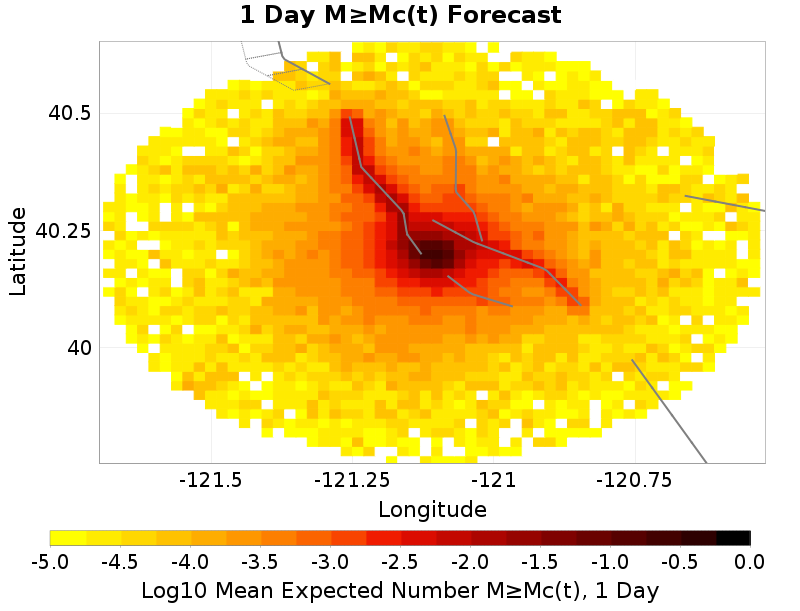 1 Day M≥Mc(t) Forecast
40.5
40.25
40
Latitude
-121.5 -121.25 -121 -120.75
Longitude
-5.0 -4.5 -4.0 -3.5 -3.0 -2.5 -2.0 -1.5 -1.0 -0.5 0.0
Log10 Mean Expected Number M≥Mc(t), 1 Day